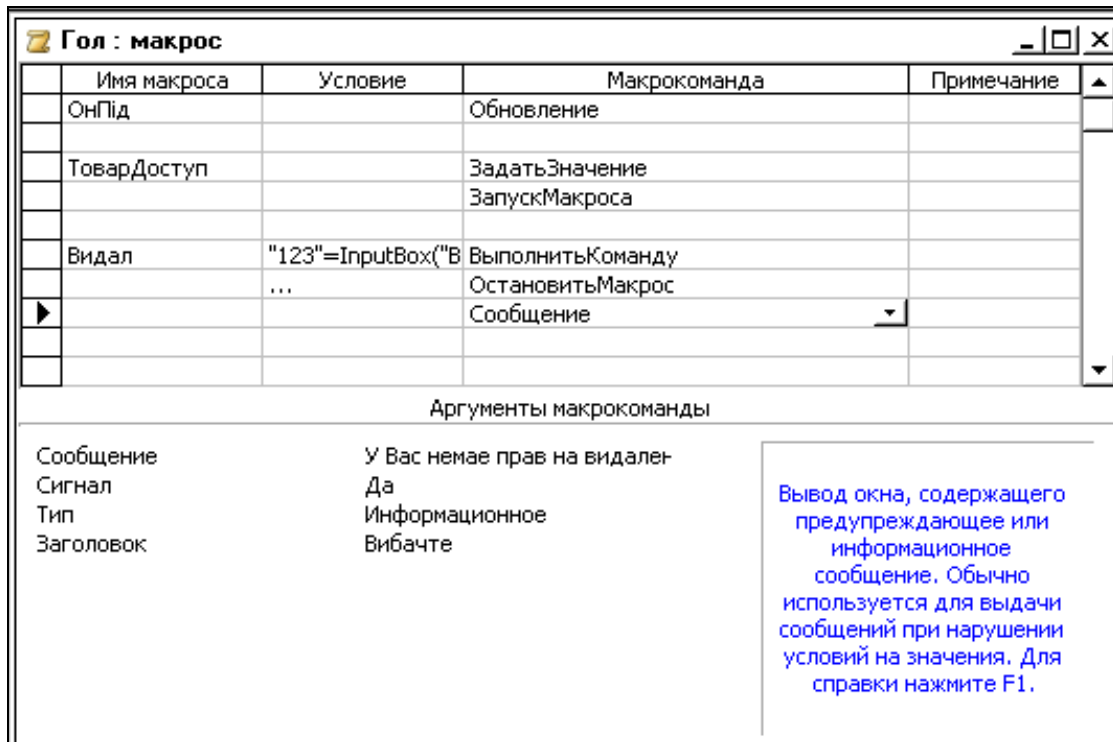 Гол : макрос
Имя макроса Условие Макрокоманда Примечание
ОнПід Обновление
ТоварДоступ ЗадатьЗначение
ЗапускМакроса
Видал "123"=InputBox("В ВыполнитьКоманду
... ОстановитьМакрос
Сообщение
Аргументы макрокоманды
Сообщение У Вас немае прав на видален
Сигнал Да
Тип Информационное
Заголовок Вибачте
Вывод окна, содержащего
предупреждающее или
информационное
сообщение. Обычно
используется для выдачи
сообщений при нарушении
условий на значения. Для
справки нажмите F1.